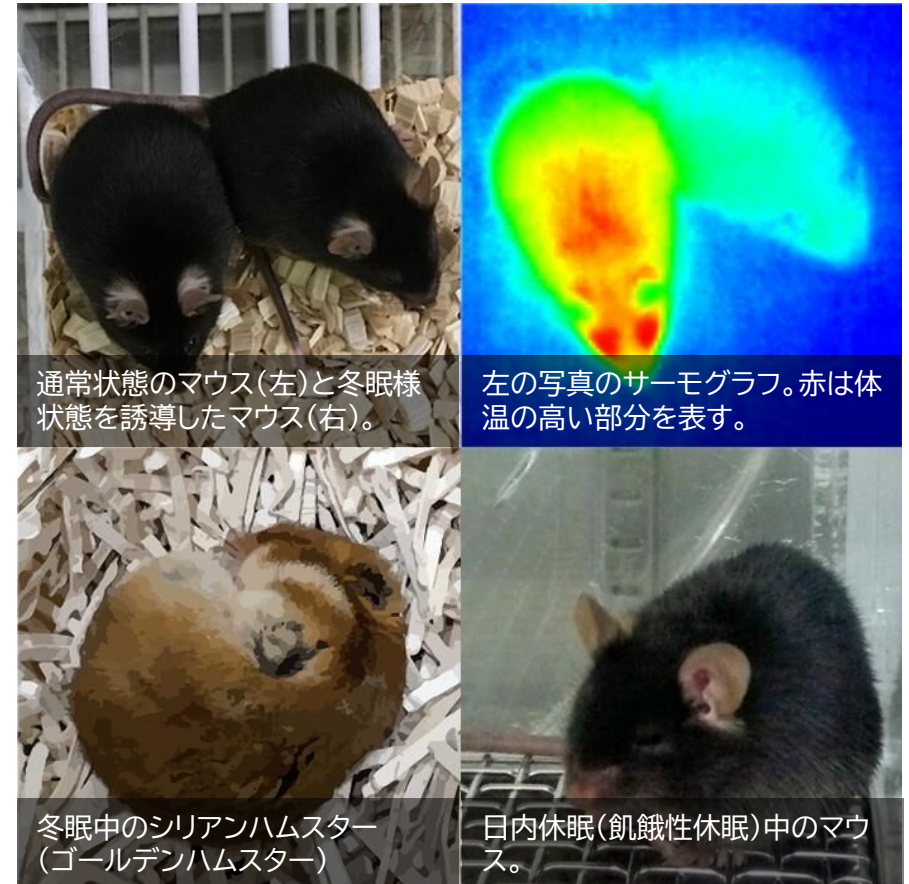 通常状態のマウス(左)と冬眠様
状態を誘導したマウス(右)。
左の写真のサーモグラフ。赤は体
温の高い部分を表す。
冬眠中のシリアンハムスター
(ゴールデンハムスター)
日内休眠(飢餓性休眠)中のマウ
ス。